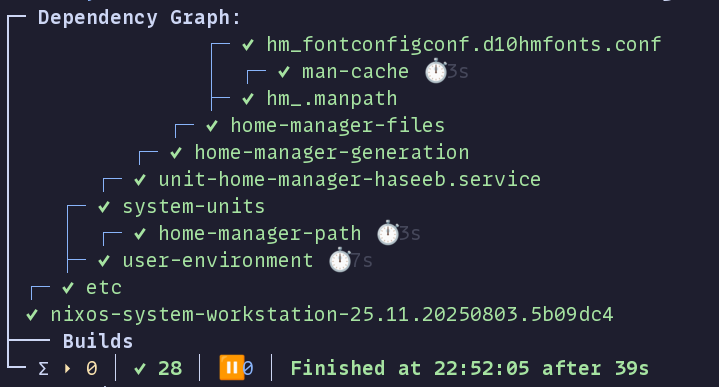 Dependency Graph:
✔ hm_fontconfigconf.d10hmfonts.conf
✔ man-cache ⏱ 3s
✔ hm_.manpath
✔ home-manager-files
✔ home-manager-generation
✔ unit-home-manager-haseeb.service
✔ system-units
✔ home-manager-path ⏱ 3s
✔ user-environment ⏱ 7s
✔ etc
✔ nixos-system-workstation-25.11.20250803.5b09dc4
Builds
Σ ⏵ 0 │ ✔ 28 │ ⏸ 0 │ Finished at 22:52:05 after 39s